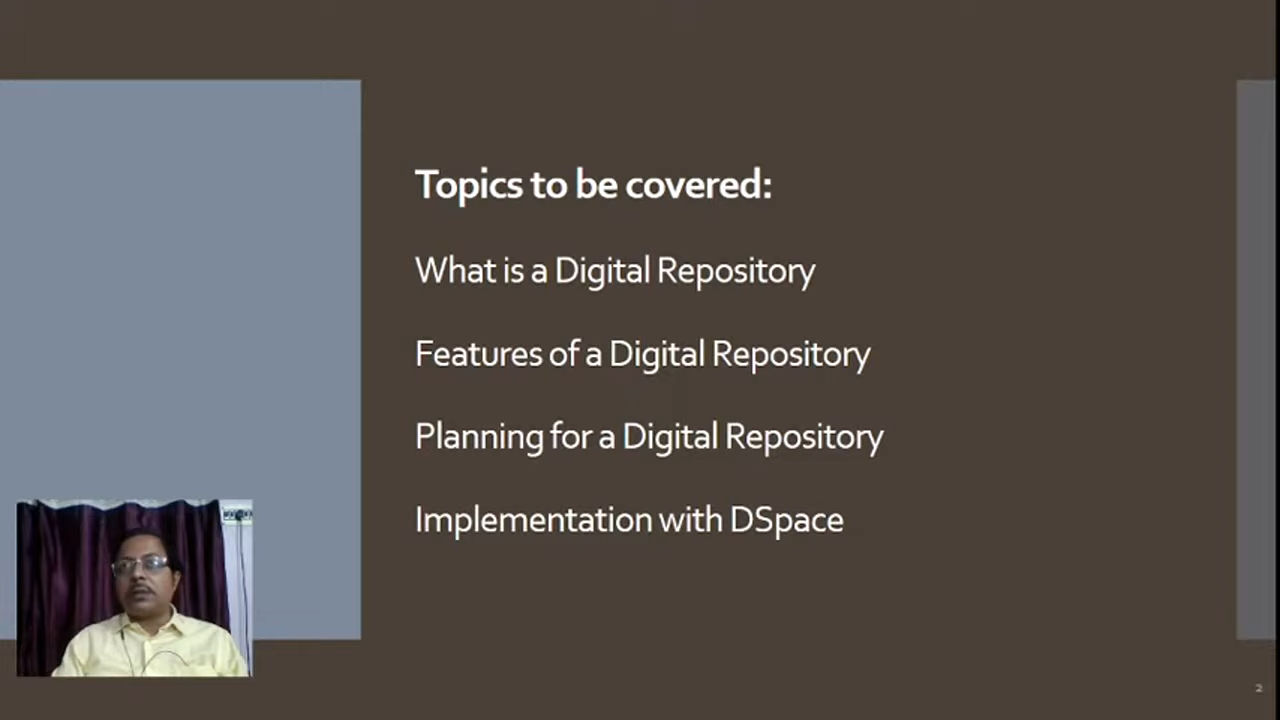 Topics to be covered:
What is a Digital Repository
Features of a Digital Repository
Planning for a Digital Repository
Implementation with DSpace
2